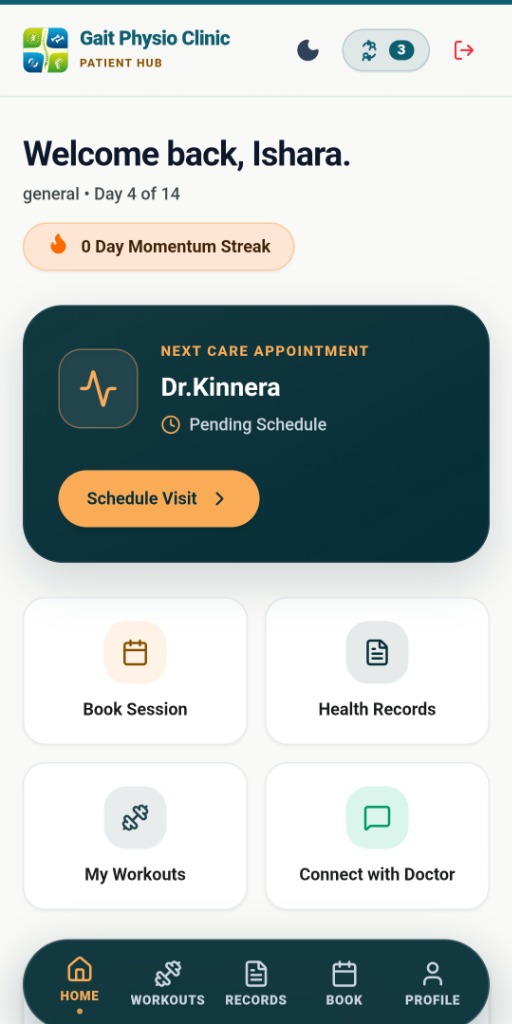 Gait Physio Clinic
PATIENT HUB
3
Welcome back, Ishara.
general • Day 4 of 14
0 Day Momentum Streak
NEXT CARE APPOINTMENT
Dr.Kinnera
Pending Schedule
Schedule Visit
Book Session
Health Records
My Workouts
Connect with Doctor
HOME
WORKOUTS
RECORDS
BOOK
PROFILE